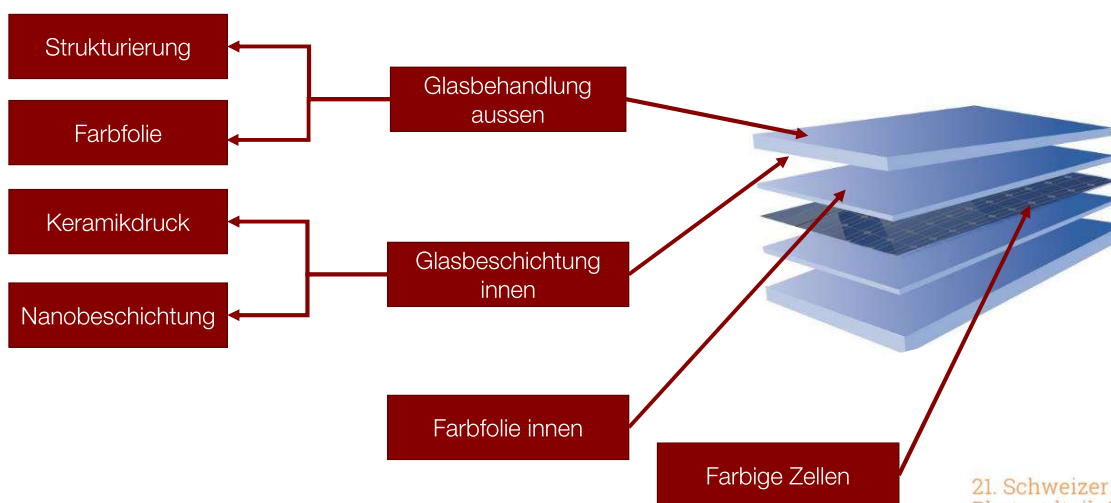 Strukturierung
Farbfolie
Keramikdruck
Nanobeschichtung
Glasbehandlung
aussen
Glasbeschichtung
innen
Farbfolie innen
Farbige Zellen
21. Schweizer